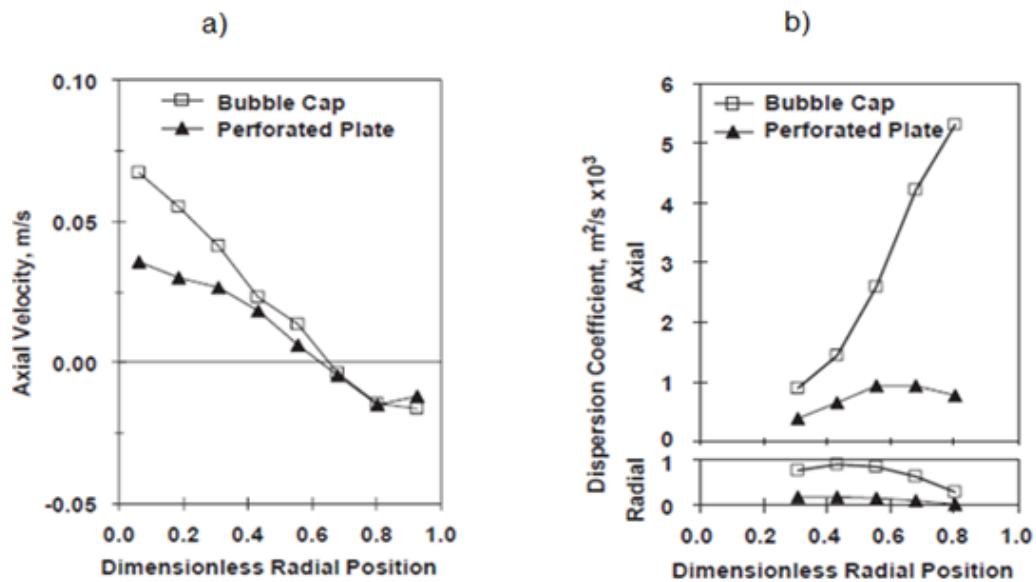 a)
0.10
0.05
0.00
-0.05
Axial Velocity, m/s
Bubble Cap
Perforated Plate
0.0 0.2 0.4 0.6 0.8 1.0
Dimensionless Radial Position
b)
6
5
4
3
2
1
0
1
0
Dispersion Coefficient, m²/s x10³
Axial
Radial
Bubble Cap
Perforated Plate
0.0 0.2 0.4 0.6 0.8 1.0
Dimensionless Radial Position